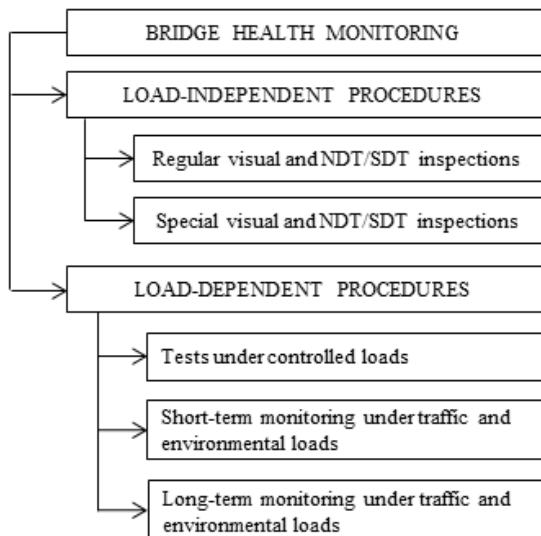 BRIDGE HEALTH MONITORING
LOAD-INDEPENDENT PROCEDURES
Regular visual and NDT/SDT inspections
Special visual and NDT/SDT inspections
LOAD-DEPENDENT PROCEDURES
Tests under controlled loads
Short-term monitoring under traffic and
environmental loads
Long-term monitoring under traffic and
environmental loads